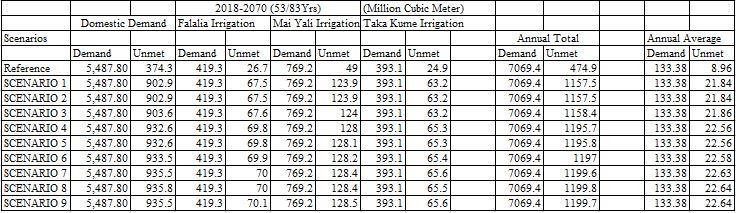 2018-2070 (53/83Yrs) (Million Cubic Meter)
Domestic Demand Falalia Irrigation Mai Yali Irrigation Taka Kume Irrigation
Scenarios Annual Total Annual Average
Demand Unmet Demand Unmet Demand Unmet Demand Unmet Demand Unmet Demand Unmet
Reference 5,487.80 374.3 419.3 26.7 769.2 49 393.1 24.9 7069.4 474.9 133.38 8.96
SCENARIO 1 5,487.80 902.9 419.3 67.5 769.2 123.9 393.1 63.2 7069.4 1157.5 133.38 21.84
SCENARIO 2 5,487.80 902.9 419.3 67.5 769.2 123.9 393.1 63.2 7069.4 1157.5 133.38 21.84
SCENARIO 3 5,487.80 903.6 419.3 67.6 769.2 124 393.1 63.2 7069.4 1158.4 133.38 21.86
SCENARIO 4 5,487.80 932.6 419.3 69.8 769.2 128 393.1 65.3 7069.4 1195.7 133.38 22.56
SCENARIO 5 5,487.80 932.6 419.3 69.8 769.2 128.1 393.1 65.3 7069.4 1195.8 133.38 22.56
SCENARIO 6 5,487.80 933.5 419.3 69.9 769.2 128.2 393.1 65.4 7069.4 1197 133.38 22.58
SCENARIO 7 5,487.80 935.5 419.3 70 769.2 128.4 393.1 65.6 7069.4 1199.6 133.38 22.63
SCENARIO 8 5,487.80 935.8 419.3 70 769.2 128.4 393.1 65.5 7069.4 1199.8 133.38 22.64
SCENARIO 9 5,487.80 935.5 419.3 70.1 769.2 128.5 393.1 65.6 7069.4 1199.7 133.38 22.64